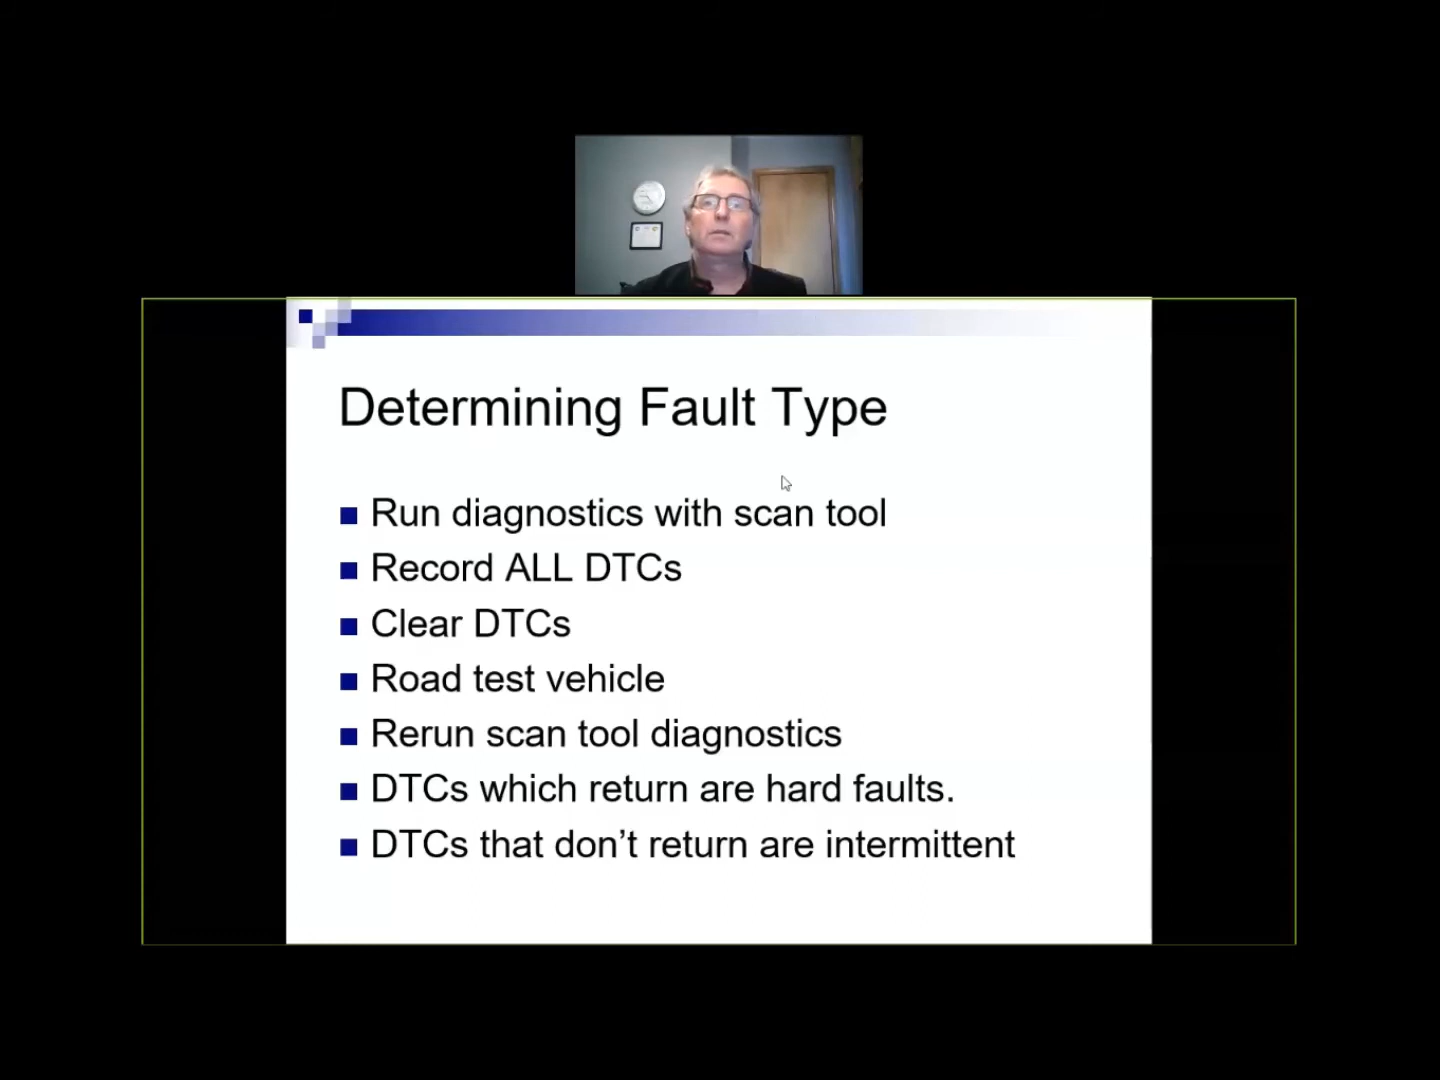 Determining Fault Type
Run diagnostics with scan tool
Record ALL DTCs
Clear DTCs
Road test vehicle
Rerun scan tool diagnostics
DTCs which return are hard faults.
DTCs that don’t return are intermittent